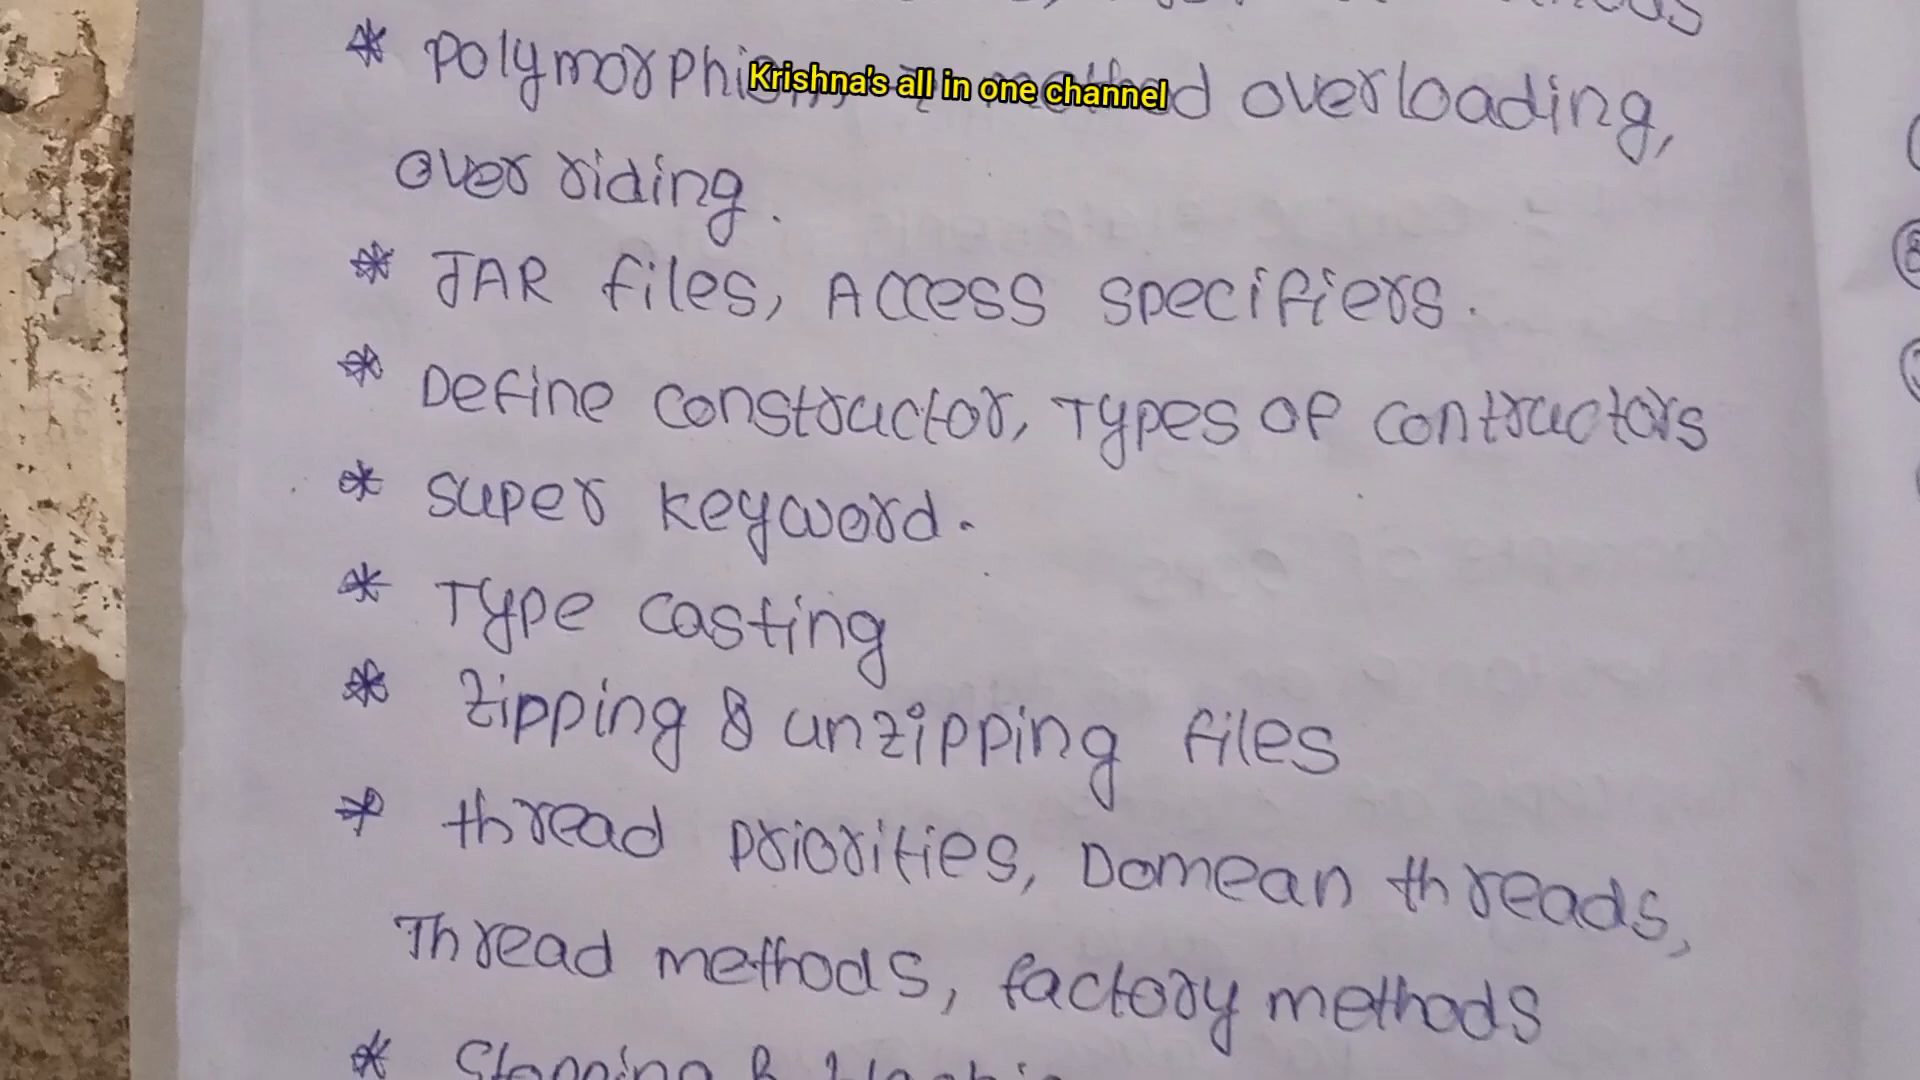 * Polymorphism, method overloading,
Krishna's all in one channel
over riding.
* JAR files, Access specifiers.
* Define constructor, Types of contructors
* super keyword.
* Type casting
* Zipping & unzipping files
* thread priorities, Domean threads,
Thread methods, factory methods
*